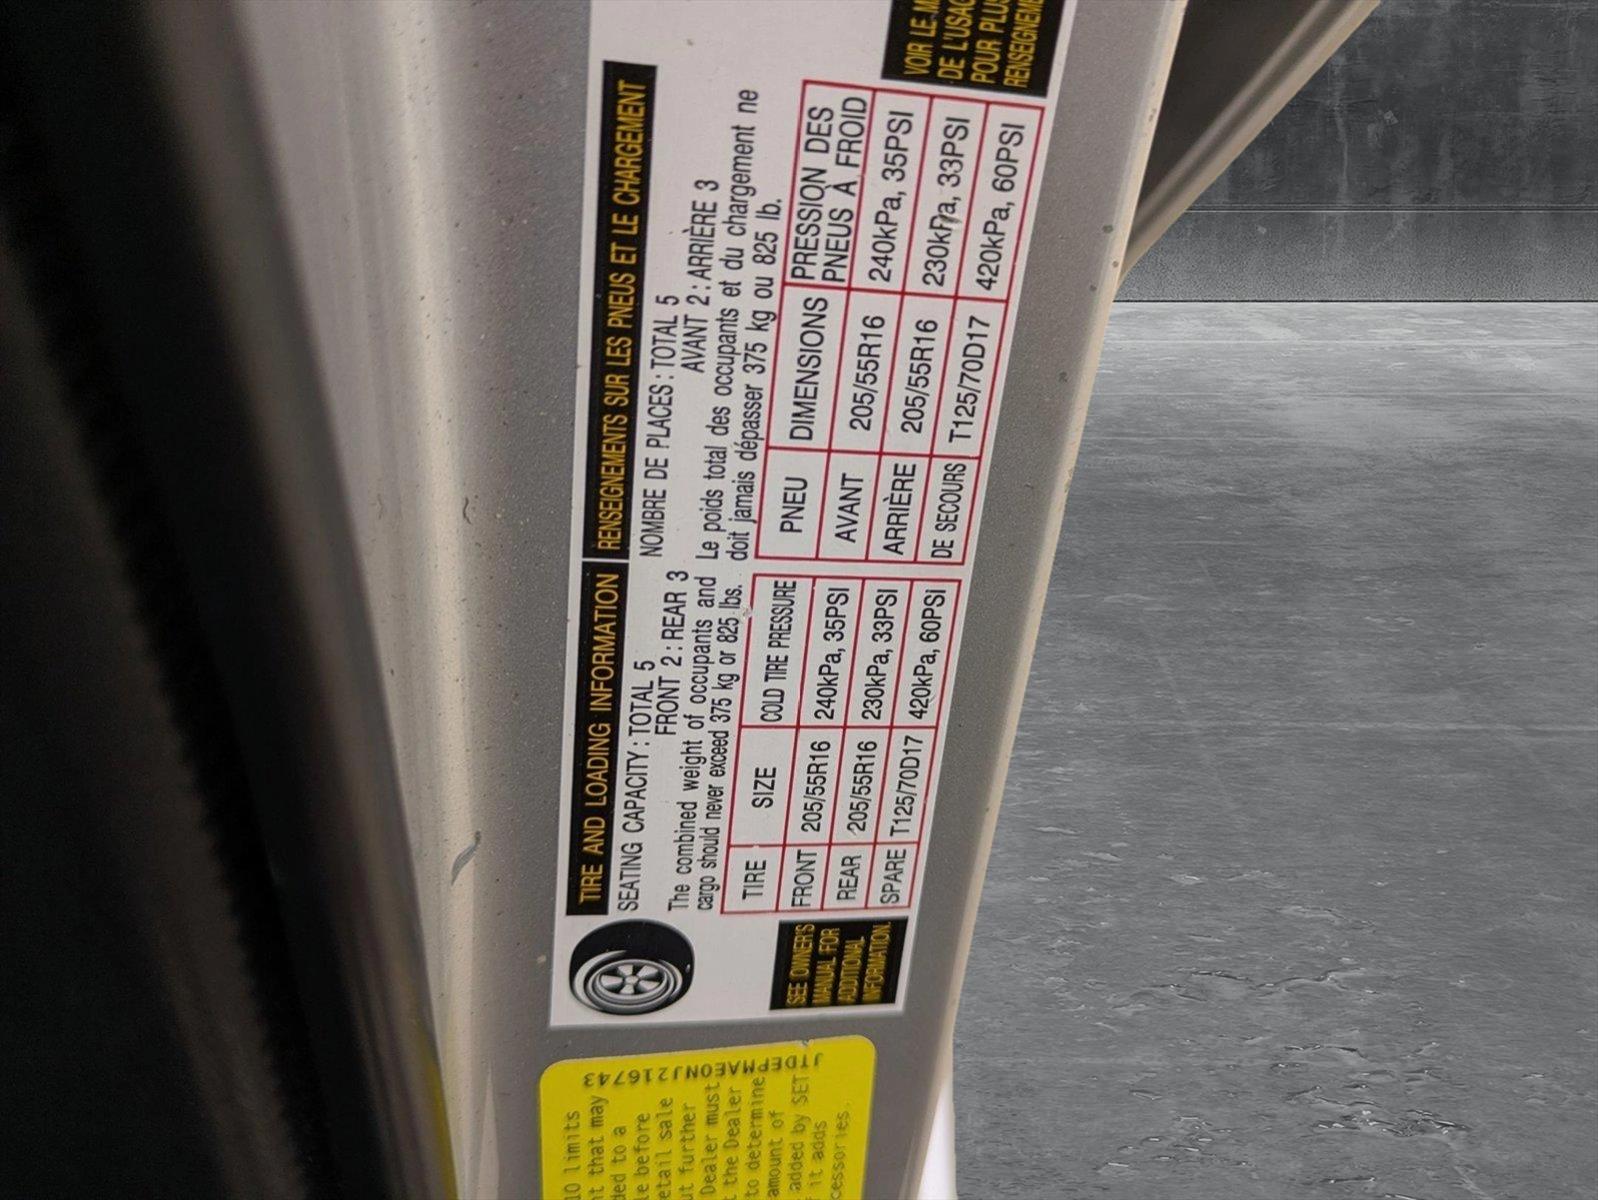 TIRE AND LOADING INFORMATION
SEATING CAPACITY : TOTAL 5
FRONT 2 : REAR 3
The combined weight of occupants and
cargo should never exceed 375 kg or 825 lbs.
TIRE SIZE COLD TIRE PRESSURE
FRONT 205/55R16 240kPa, 35PSI
REAR 205/55R16 230kPa, 33PSI
SPARE T125/70D17 420kPa, 60PSI
SEE OWNER'S
MANUAL FOR
ADDITIONAL
INFORMATION
RENSEIGNEMENTS SUR LES PNEUS ET LE CHARGEMENT
NOMBRE DE PLACES : TOTAL 5
AVANT 2 : ARRIÈRE 3
Le poids total des occupants et du chargement ne
doit jamais dépasser 375 kg ou 825 lb.
PNEU DIMENSIONS PRESSION DES
PNEUS À FROID
AVANT 205/55R16 240kPa, 35PSI
ARRIÈRE 205/55R16 230kPa, 33PSI
DE SECOURS T125/70D17 420kPa, 60PSI
VOIR LE
DE
POUR
JTDEPMAE0NJ216743
10 limits
that may
to a
before
sale
further
Dealer must
the Dealer
to determine
amount of
added by SET
it adds